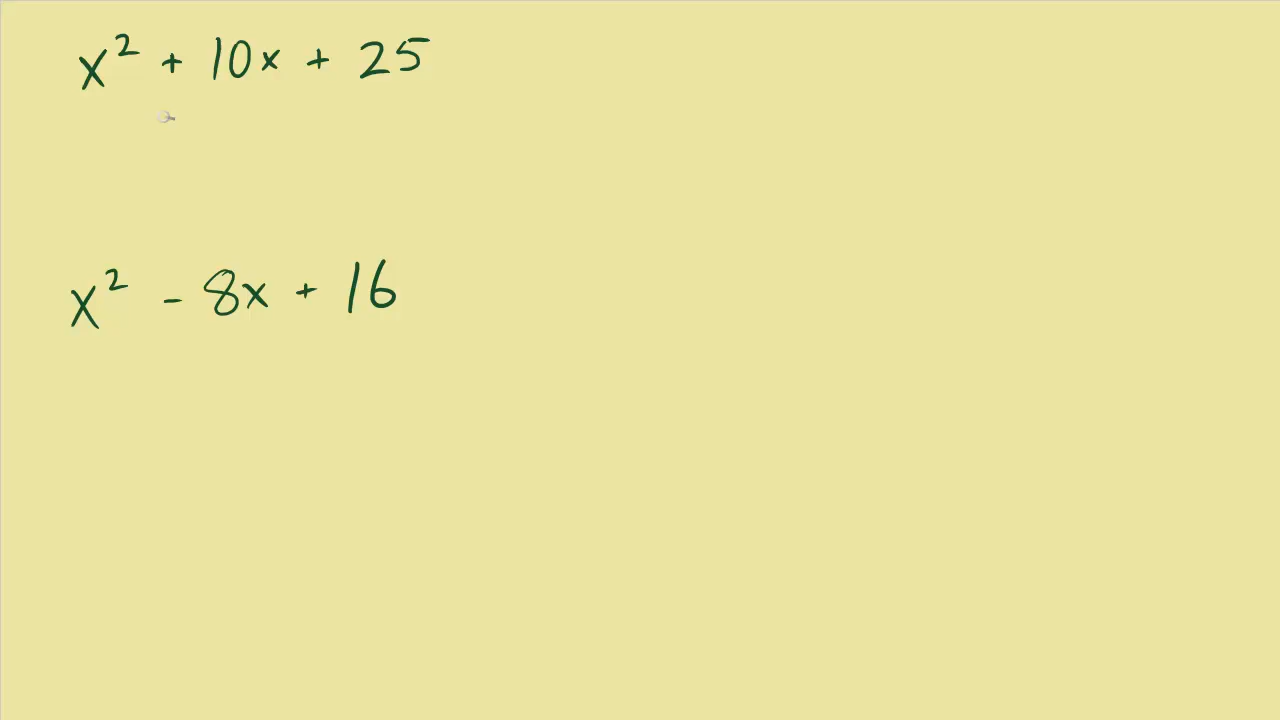 x² + 10x + 25
x² - 8x + 16